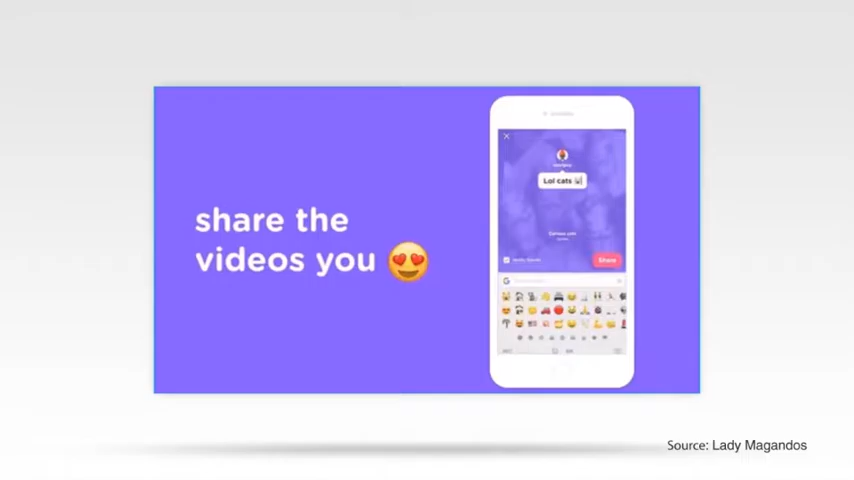 share the
videos you 😍
Lol cats
Share
Source: Lady Magandos